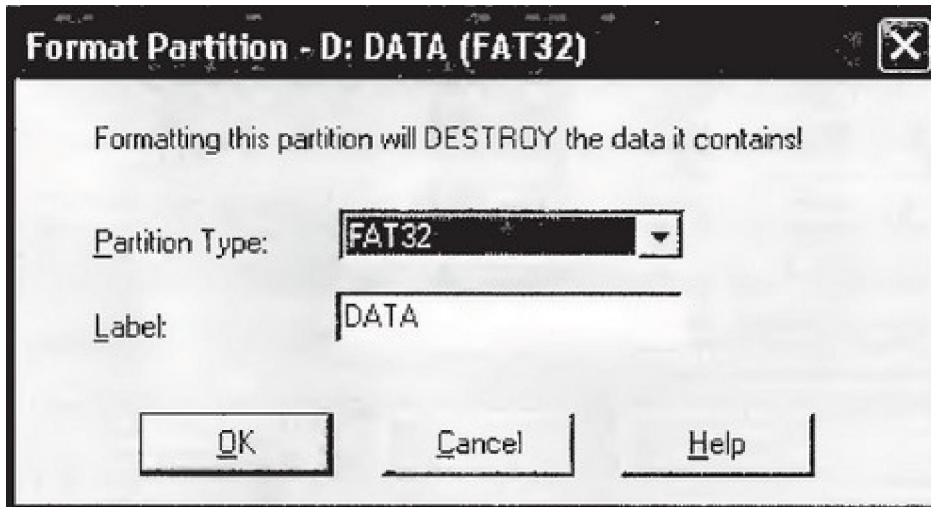 Format Partition - D: DATA (FAT32)
Formatting this partition will DESTROY the data it contains!
Partition Type: FAT32
Label: DATA
OK Cancel Help